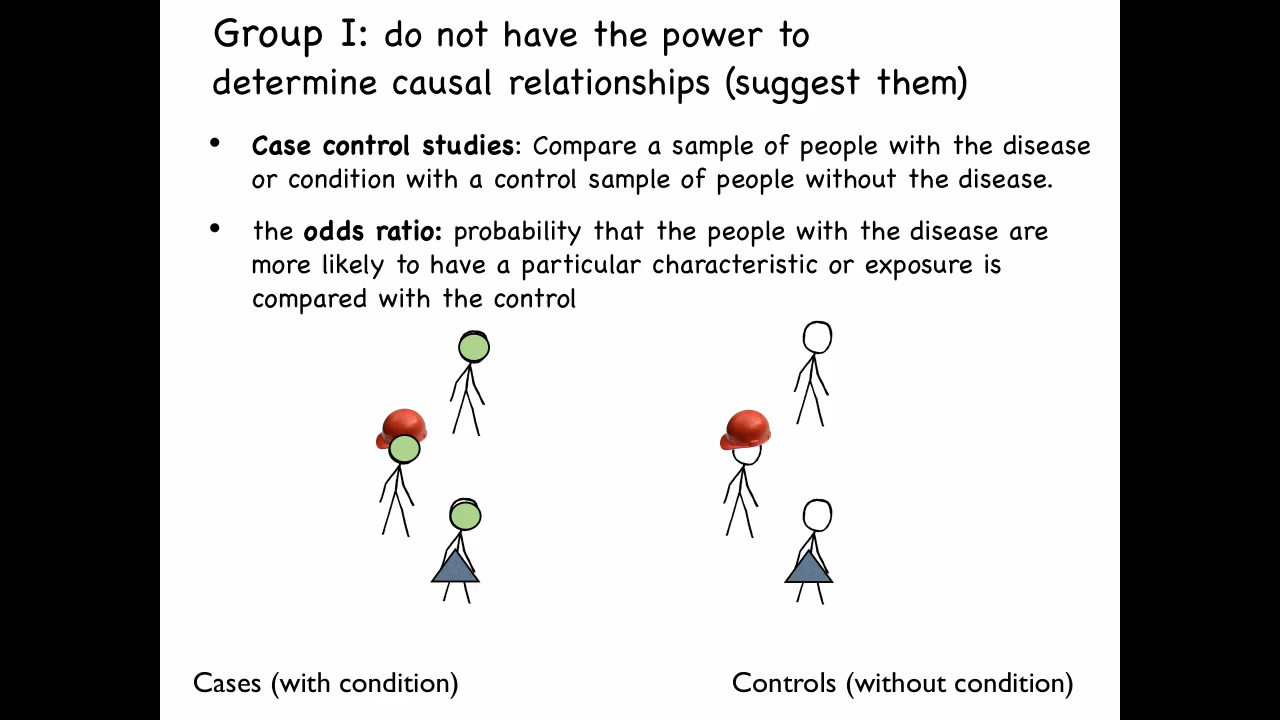 Group I: do not have the power to
determine causal relationships (suggest them)
• Case control studies: Compare a sample of people with the disease
or condition with a control sample of people without the disease.
• the odds ratio: probability that the people with the disease are
more likely to have a particular characteristic or exposure is
compared with the control
Cases (with condition)
Controls (without condition)